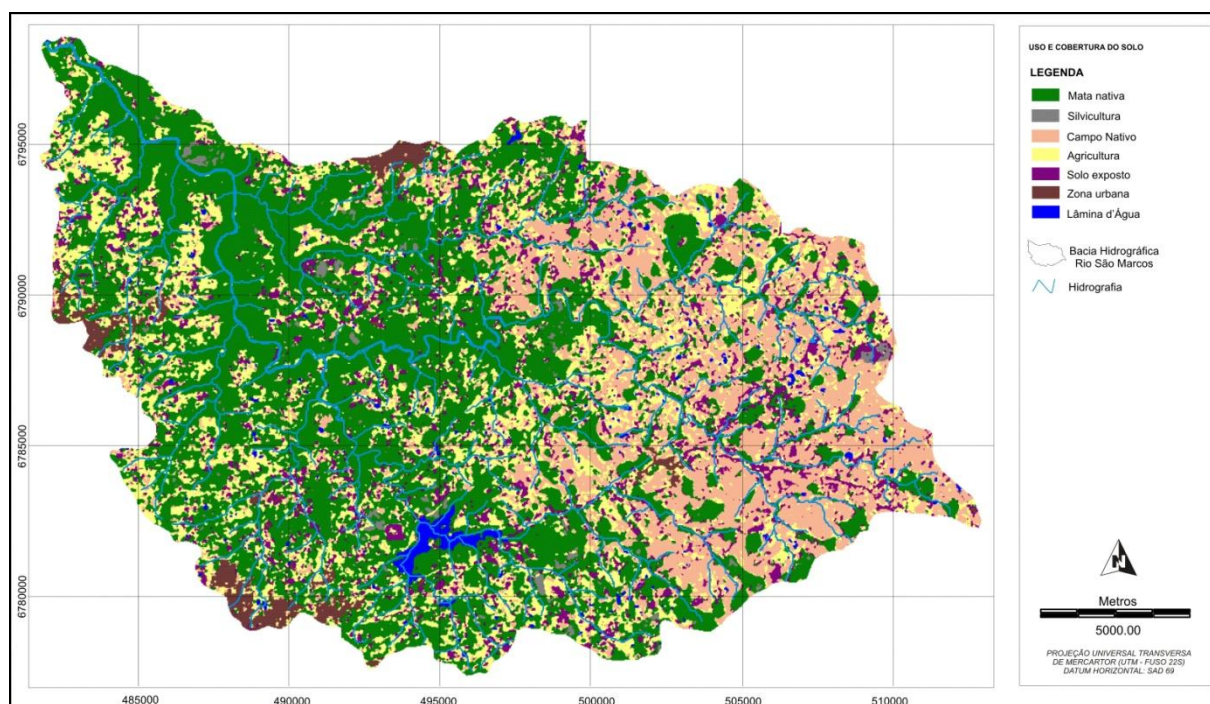 USO E COBERTURA DO SOLO
LEGENDA
Mata nativa
Silvicultura
Campo Nativo
Agricultura
Solo exposto
Zona urbana
Lâmina d'Água
Bacia Hidrográfica
Rio São Marcos
Hidrografia
N
Metros
5000.00
PROJEÇÃO UNIVERSAL TRANSVERSA
DE MERCARTOR (UTM - FUSO 22S)
DATUM HORIZONTAL: SAD 69
6795000
6790000
6785000
6780000
485000
490000
495000
500000
505000
510000